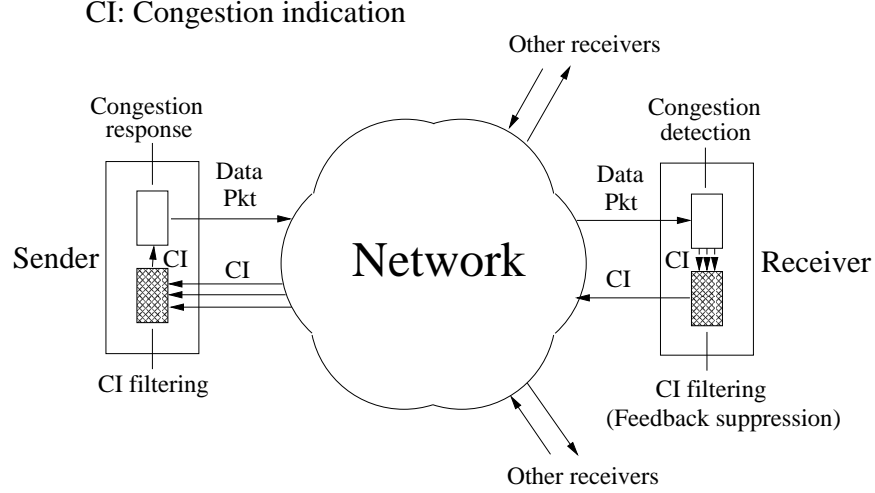 CI: Congestion indication
Other receivers
Congestion
response
Congestion
detection
Data
Pkt
Data
Pkt
Sender
CI
CI
Network
CI
CI
Receiver
CI filtering
CI filtering
(Feedback suppression)
Other receivers